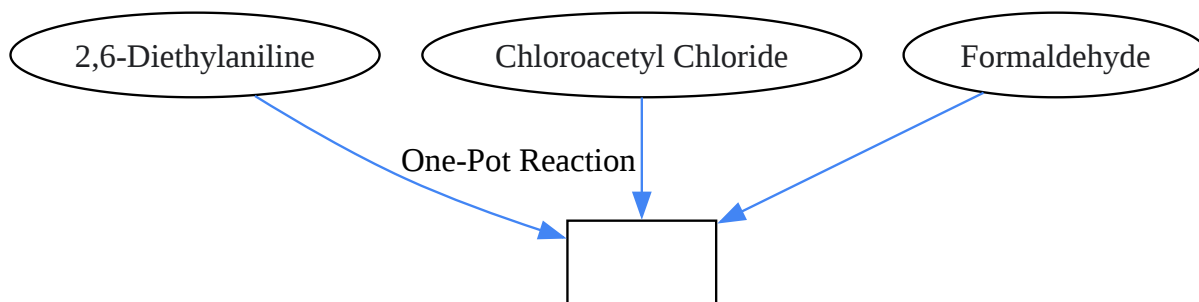 2,6-Diethylaniline
Chloroacetyl Chloride
Formaldehyde
One-Pot Reaction